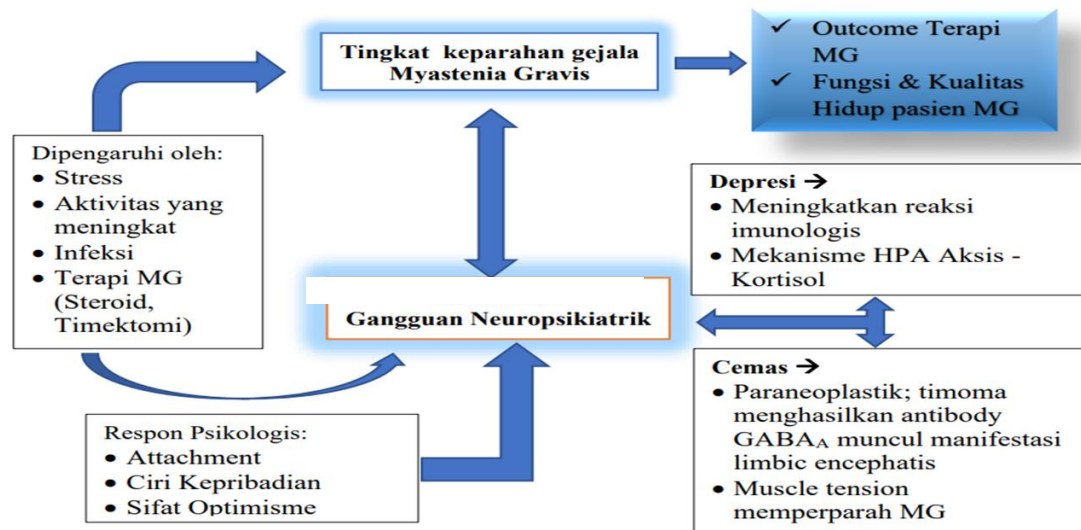 Tingkat keparahan gejala
Myastenia Gravis
✓ Outcome Terapi
MG
✓ Fungsi & Kualitas
Hidup pasien MG
Dipengaruhi oleh:
• Stress
• Aktivitas yang
meningkat
• Infeksi
• Terapi MG
(Steroid,
Timektomi)
Depresi →
• Meningkatkan reaksi
imunologis
• Mekanisme HPA Aksis -
Kortisol
Gangguan Neuropsikiatrik
Cemas →
• Paraneoplastik; timoma
menghasilkan antibody
GABAA muncul manifestasi
limbic encephatis
• Muscle tension
memperparah MG
Respon Psikologis:
• Attachment
• Ciri Kepribadian
• Sifat Optimisme